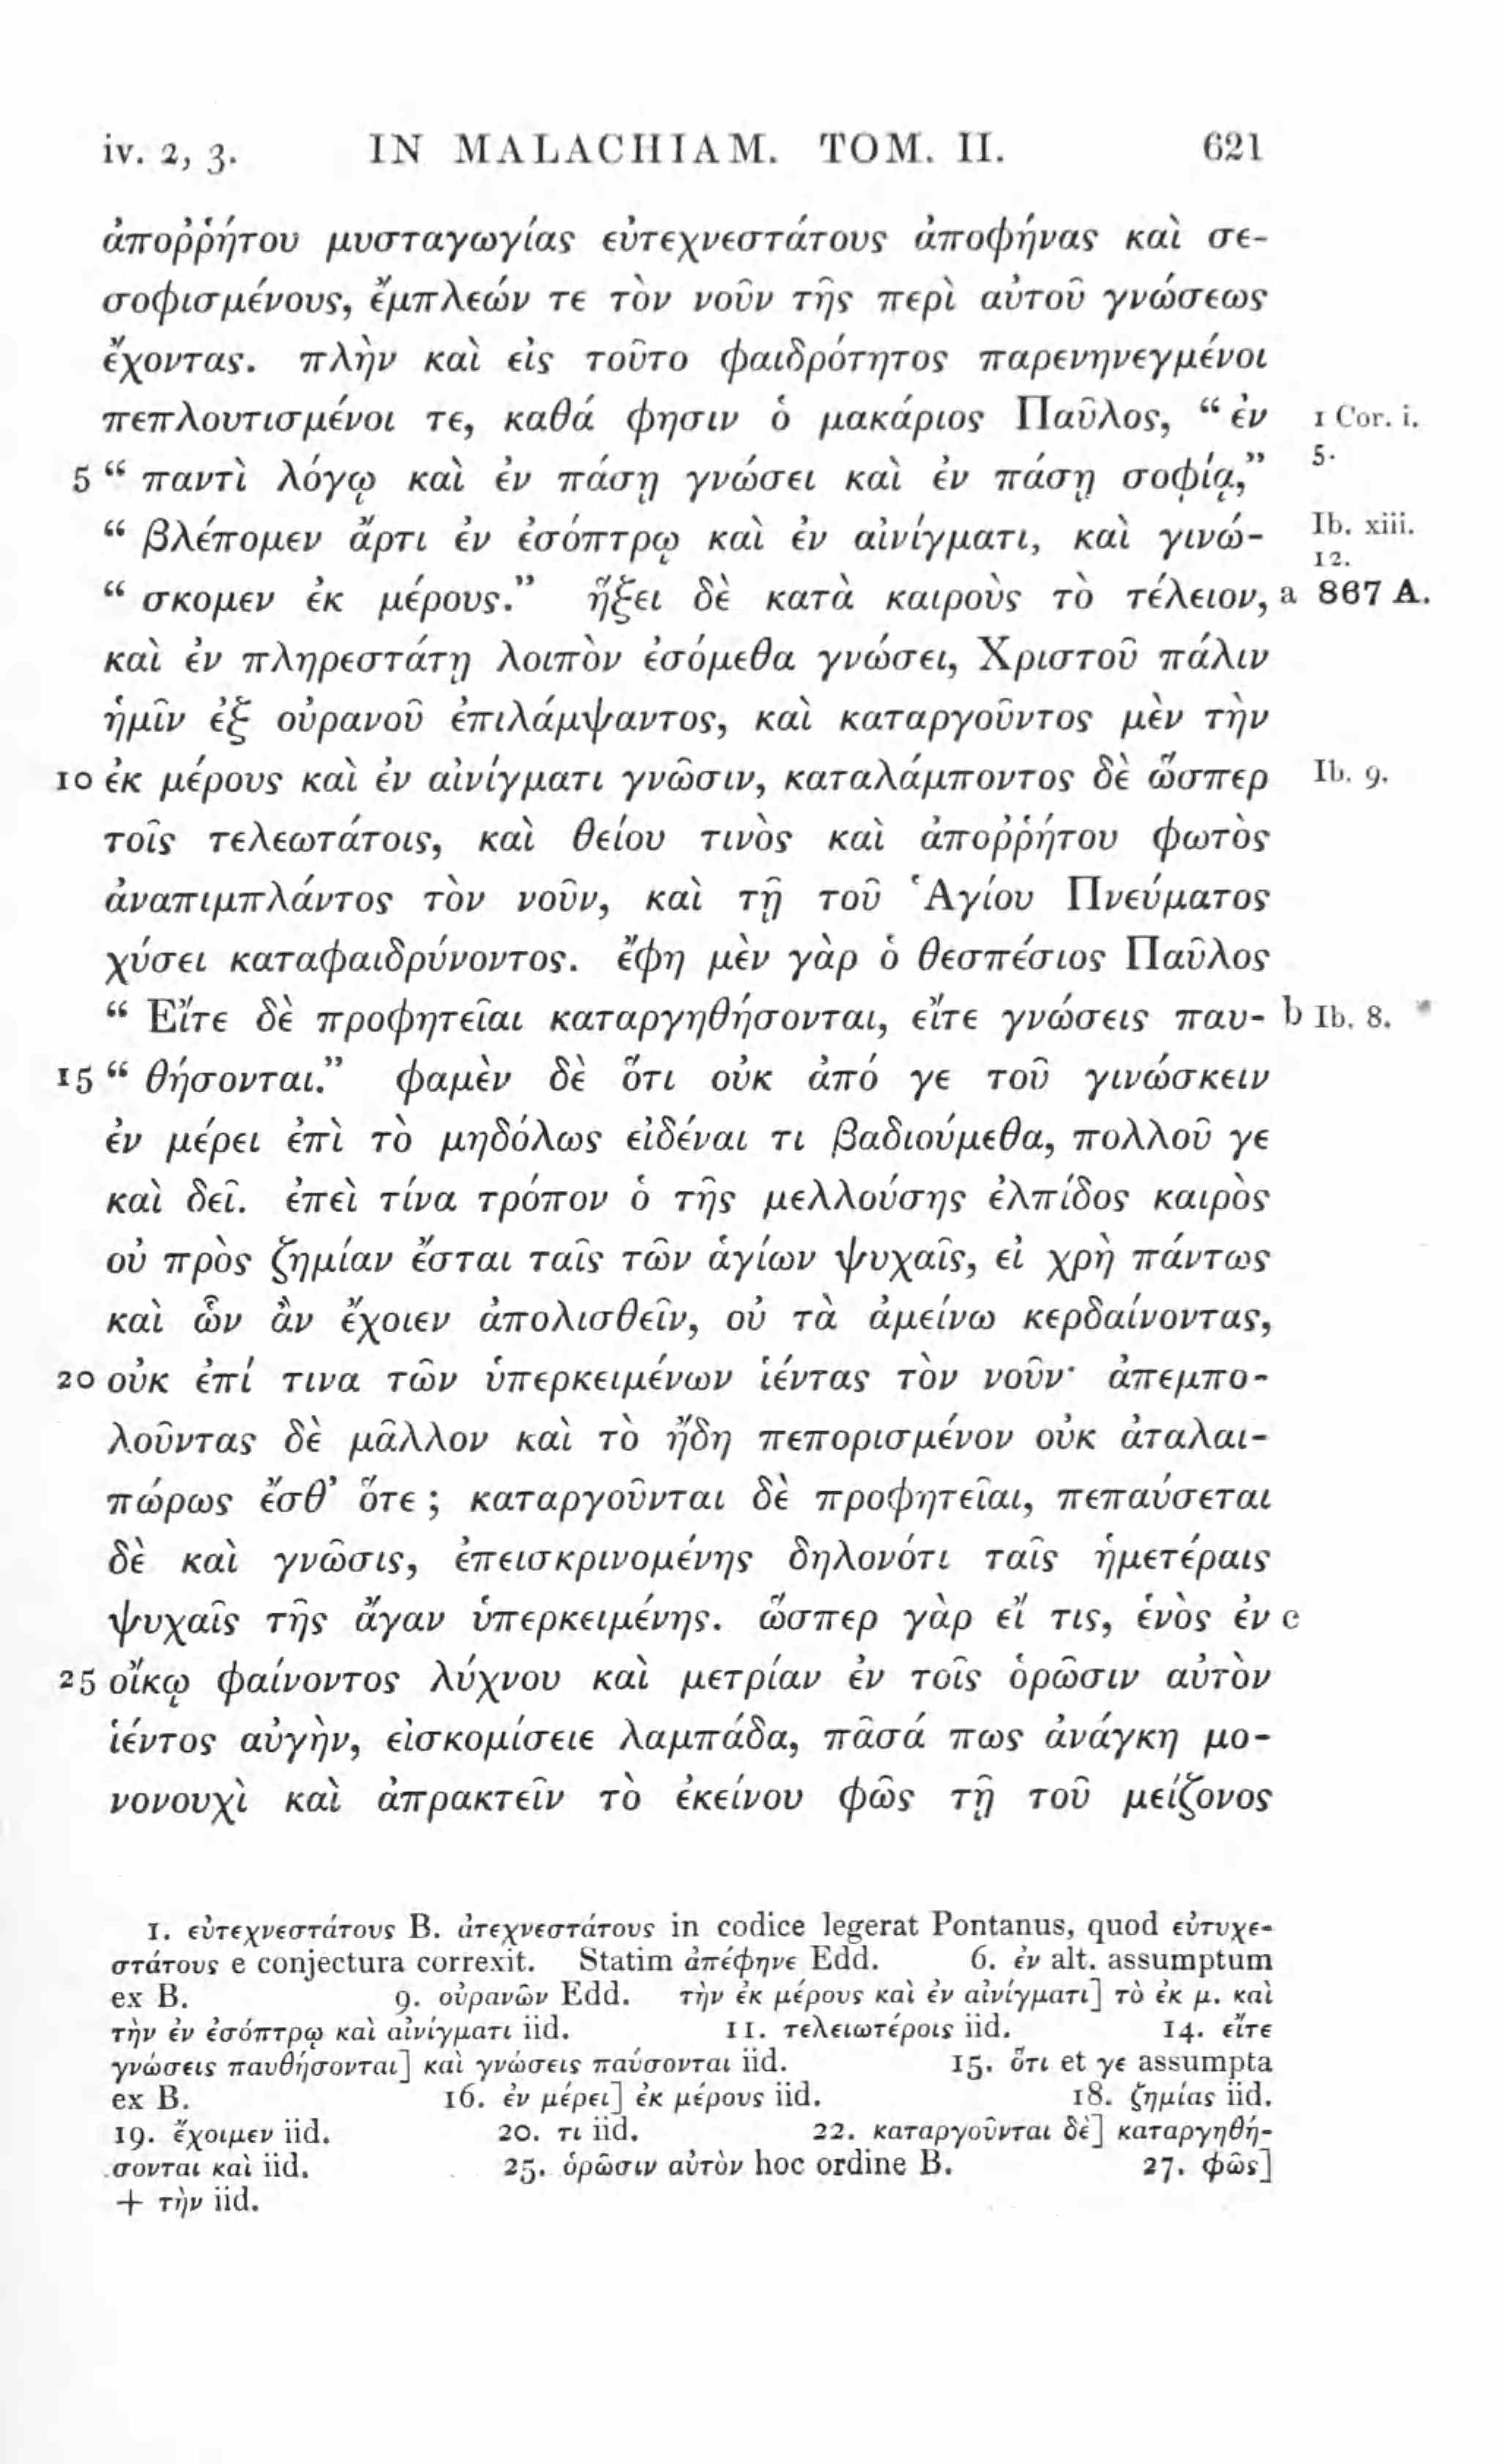 iv. 2, 3. IN MALACHIAM. TOM. II. 621
ἀποῤῥήτου μυσταγωγίας εὐτεχνεστάτους ἀποφήνας καὶ σε-
σοφισμένους, ἔμπλεών τε τὸν νοῦν τῆς περὶ αὐτοῦ γνώσεως
ἔχοντας. πλὴν καὶ εἰς τοῦτο φαιδρότητος παρενηνεγμένοι
πεπλουτισμένοι τε, καθά φησιν ὁ μακάριος Παῦλος, “ ἐν 1 Cor. i.
5 “ παντὶ λόγῳ καὶ ἐν πάσῃ γνώσει καὶ ἐν πάσῃ σοφίᾳ,” 5.
“ βλέπομεν ἄρτι ἐν ἐσόπτρῳ καὶ ἐν αἰνίγματι, καὶ γινώ- Ib. xiii. 12.
“ σκομεν ἐκ μέρους.” ἥξει δὲ κατὰ καιροὺς τὸ τέλειον, a 867 A.
καὶ ἐν πληρεστάτῃ λοιπὸν ἐσόμεθα γνώσει, Χριστοῦ πάλιν
ἡμῖν ἐξ οὐρανοῦ ἐπιλάμψαντος, καὶ καταργοῦντος μὲν τὴν
10 ἐκ μέρους καὶ ἐν αἰνίγματι γνῶσιν, καταλάμποντος δὲ ὥσπερ Ib. 9.
τοῖς τελεωτάτοις, καὶ θείου τινὸς καὶ ἀποῤῥήτου φωτὸς
ἀναπιμπλάντος τὸν νοῦν, καὶ τῇ τοῦ Ἁγίου Πνεύματος
χύσει καταφαιδρύνοντος. ἔφη μὲν γὰρ ὁ θεσπέσιος Παῦλος
“ Εἴτε δὲ προφητεῖαι καταργηθήσονται, εἴτε γνώσεις παυ- b Ib. 8.
15 “ θήσονται.” φαμὲν δὲ ὅτι οὐκ ἀπό γε τοῦ γινώσκειν
ἐν μέρει ἐπὶ τὸ μηδόλως εἰδέναι τι βαδιούμεθα, πολλοῦ γε
καὶ δεῖ. ἐπεὶ τίνα τρόπον ὁ τῆς μελλούσης ἐλπίδος καιρὸς
οὐ πρὸς ζημίαν ἔσται ταῖς τῶν ἁγίων ψυχαῖς, εἰ χρὴ πάντως
καὶ ὧν ἂν ἔχοιεν ἀπολισθεῖν, οὐ τὰ ἀμείνω κερδαίνοντας,
20 οὐκ ἐπί τινα τῶν ὑπερκειμένων ἱέντας τὸν νοῦν· ἀπεμπο-
λοῦντας δὲ μᾶλλον καὶ τὸ ἤδη πεπορισμένον οὐκ ἀταλαι-
πώρως ἔσθ’ ὅτε ; καταργοῦνται δὲ προφητεῖαι, πεπαύσεται
δὲ καὶ γνῶσις, ἐπεισκρινομένης δηλονότι ταῖς ἡμετέραις
ψυχαῖς τῆς ἄγαν ὑπερκειμένης. ὥσπερ γὰρ εἴ τις, ἑνὸς ἐν c
25 οἴκῳ φαίνοντος λύχνου καὶ μετρίαν ἐν τοῖς ὁρῶσιν αὐτὸν
ἱέντος αὐγὴν, εἰσκομίσειε λαμπάδα, πᾶσά πως ἀνάγκη μο-
νονουχὶ καὶ ἀπρακτεῖν τὸ ἐκείνου φῶς τῇ τοῦ μείζονος
1. εὐτεχνεστάτους B. ἀτεχνεστάτους in codice legerat Pontanus, quod εὐτυχε-
στάτους e conjectura correxit. Statim ἀπέφηνε Edd. 6. ἐν alt. assumptum
ex B. 9. οὐρανῶν Edd. τὴν ἐκ μέρους καὶ ἐν αἰνίγματι] τὸ ἐκ μ. καὶ
τὴν ἐν ἐσόπτρῳ καὶ αἰνίγματι iid. 11. τελειωτέροις iid. 14. εἴτε
γνώσεις παυθήσονται] καὶ γνώσεις παύσονται iid. 15. ὅτι et γε assumpta
ex B. 16. ἐν μέρει] ἐκ μέρους iid. 18. ζημίας iid.
19. ἔχοιμεν iid. 20. τι iid. 22. καταργοῦνται δὲ] καταργηθή-
σονται καὶ iid. 25. ὁρῶσιν αὐτὸν hoc ordine B. 27. φῶς]
+ τὴν iid.